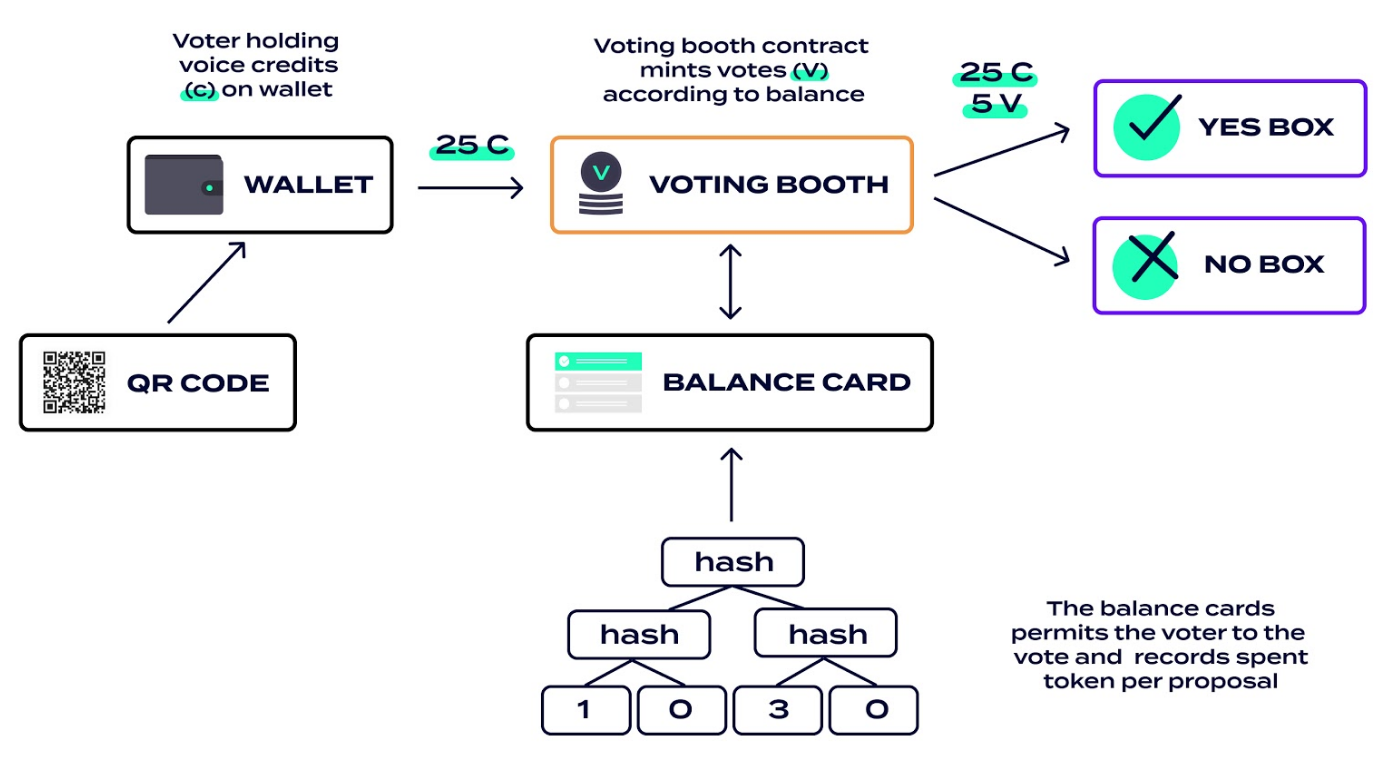 Voter holding
voice credits
(c) on wallet
Voting booth contract
mints votes (V)
according to balance
25 C
5 V
25 C
WALLET
V
VOTING BOOTH
YES BOX
NO BOX
QR CODE
BALANCE CARD
hash
hash
hash
1
0
3
0
The balance cards
permits the voter to the
vote and records spent
token per proposal